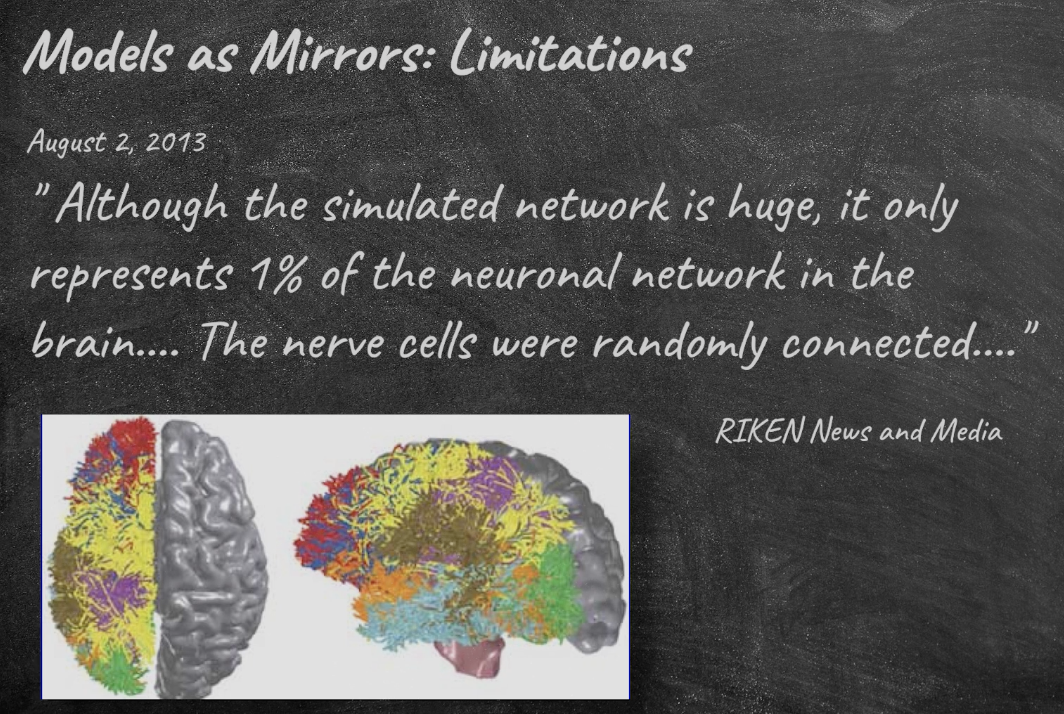 Models as Mirrors: Limitations
August 2, 2013
" Although the simulated network is huge, it only
represents 1% of the neuronal network in the
brain.... The nerve cells were randomly connected...."
RIKEN News and Media